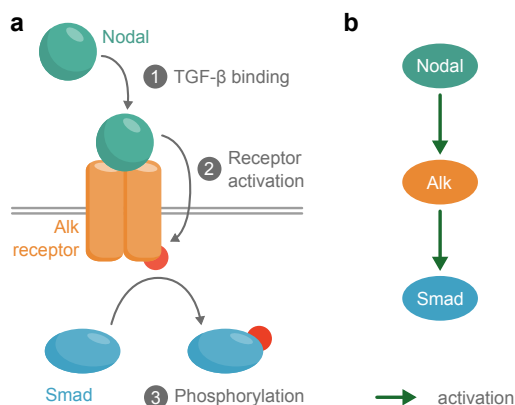 a
Nodal
1 TGF-β binding
2 Receptor
activation
Alk
receptor
Smad
3 Phosphorylation
b
Nodal
Alk
Smad
activation